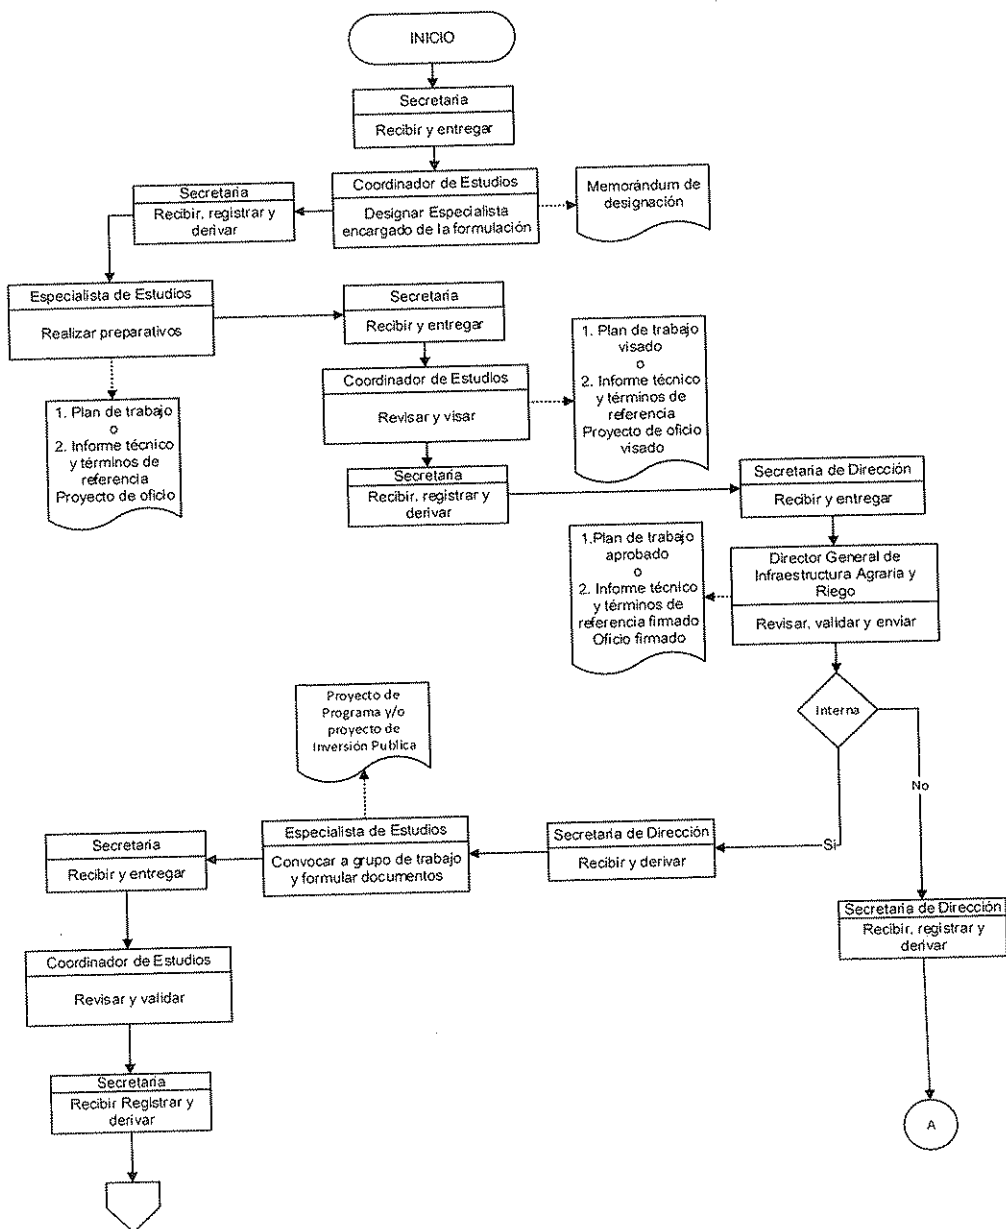 INICIO
Secretaria
Recibir y entregar
Coordinador de Estudios
Designar Especialista
encargado de la formulación
Memorándum de
designación
Secretaria
Recibir, registrar y
derivar
Especialista de Estudios
Realizar preparativos
1. Plan de trabajo
o
2. Informe técnico
y términos de
referencia
Proyecto de oficio
Secretaria
Recibir y entregar
Coordinador de Estudios
Revisar y visar
1. Plan de trabajo
visado
o
2. Informe técnico
y términos de
referencia
Proyecto de oficio
visado
Secretaria
Recibir, registrar y
derivar
Secretaria de Dirección
Recibir y entregar
Director General de
Infraestructura Agraria y
Riego
Revisar, validar y enviar
1.Plan de trabajo
aprobado
o
2. Informe técnico
y términos de
referencia firmado
Oficio firmado
Interna
No
Si
Secretaria de Dirección
Recibir y derivar
Especialista de Estudios
Convocar a grupo de trabajo
y formular documentos
Proyecto de
Programa y/o
proyecto de
Inversión Publica
Secretaria
Recibir y entregar
Coordinador de Estudios
Revisar y validar
Secretaria
Recibir Registrar y
derivar
Secretaria de Dirección
Recibir, registrar y
derivar
A